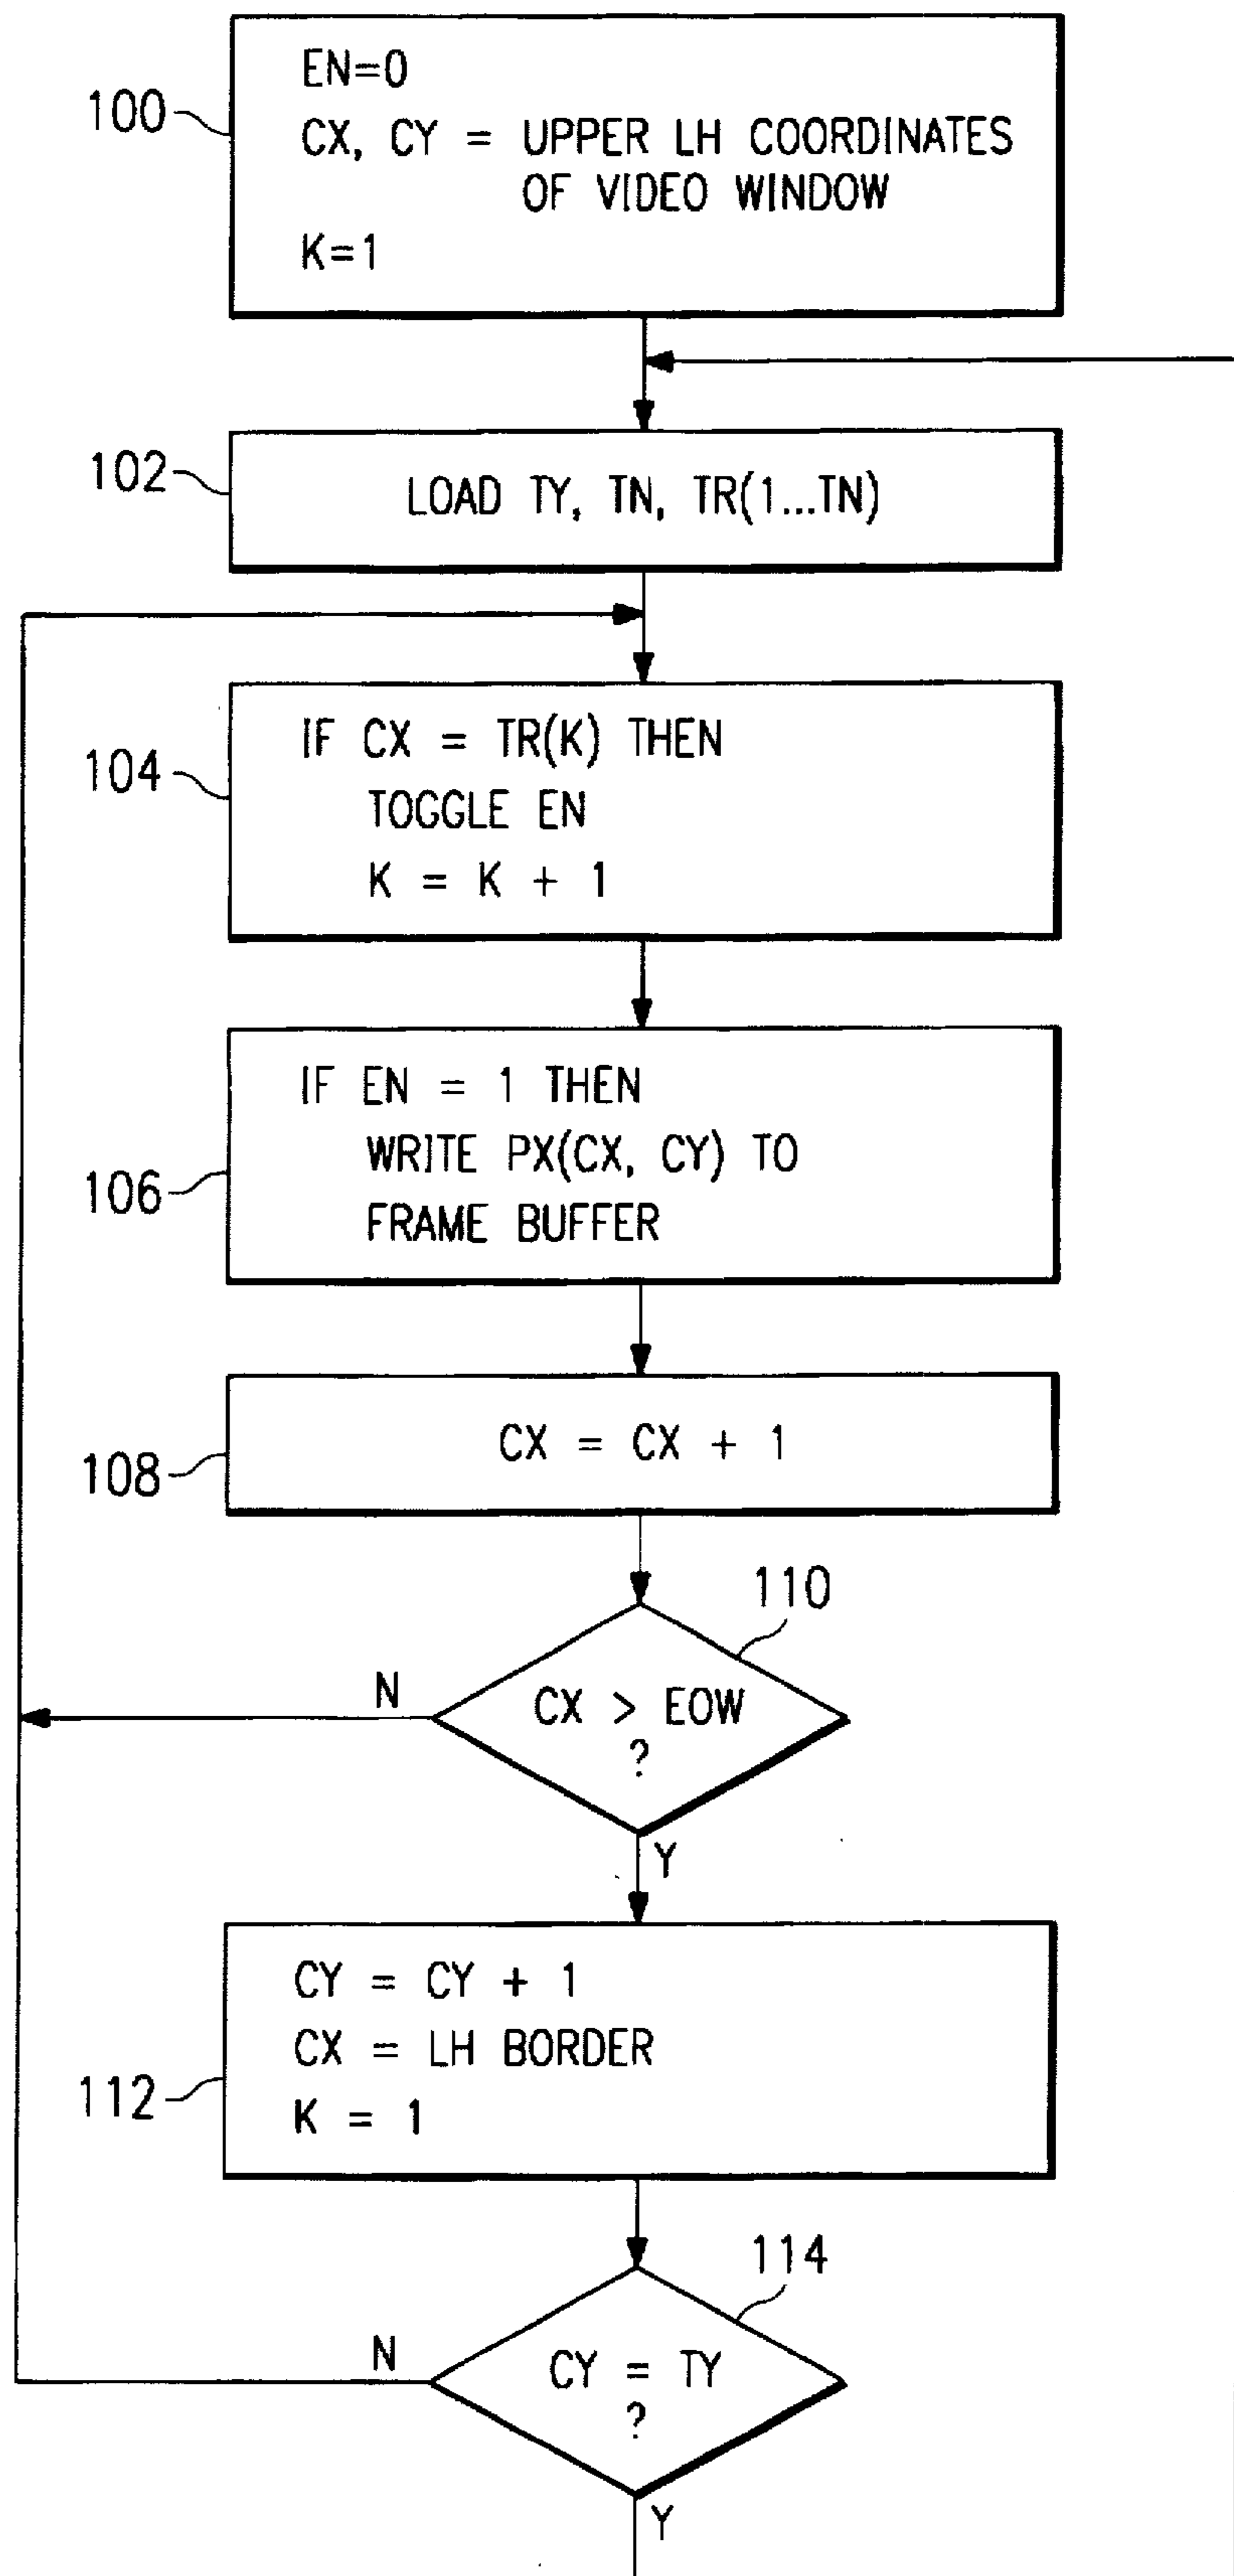 EN=0
100
CX, CY = UPPER LH COORDINATES
OF VIDEO WINDOW
K=1
102
LOAD TY, TN, TR(1...TN)
IF CX = TR(K) THEN
104
TOGGLE EN
K = K + 1
IF EN = 1 THEN
WRITE PX(CX, CY) TO
106
FRAME BUFFER
CX = CX + 1
108
110
N
CX > EOW
?
Y
CY = CY + 1
CX = LH BORDER
112
K = 1
114
N
CY = TY
?
Y